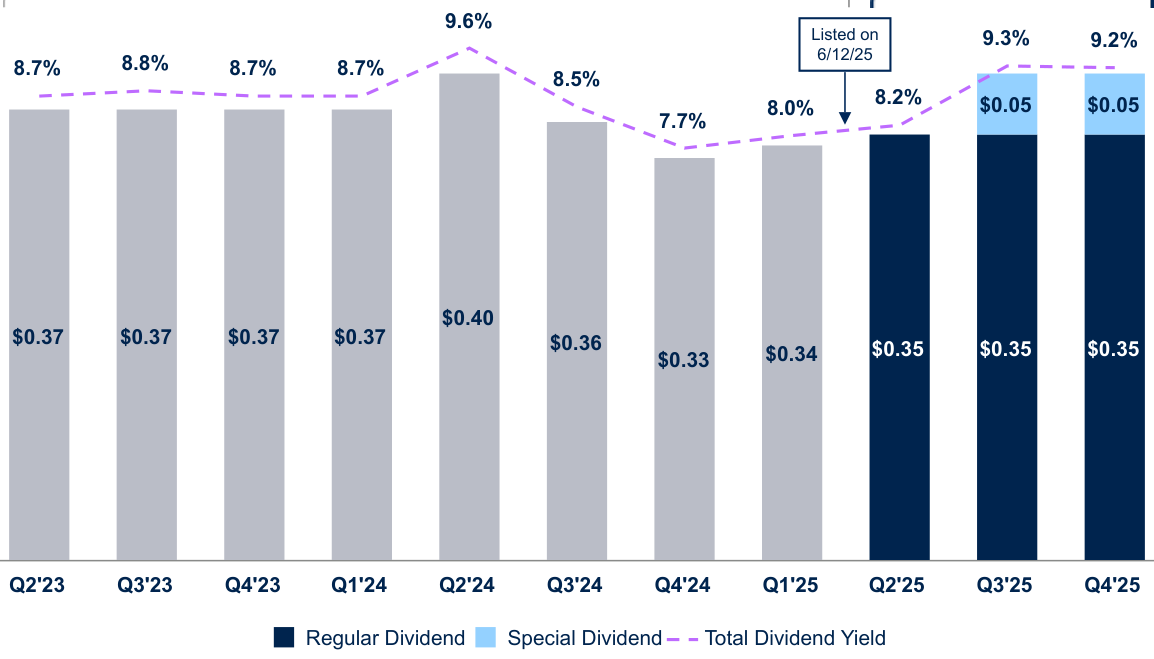 9.6%
Listed on
6/12/25
8.7%
8.8%
8.7%
8.7%
8.5%
7.7%
8.0%
8.2%
9.3%
9.2%
$0.05
$0.05
$0.37
$0.37
$0.37
$0.37
$0.40
$0.36
$0.33
$0.34
$0.35
$0.35
$0.35
Q2'23
Q3'23
Q4'23
Q1'24
Q2'24
Q3'24
Q4'24
Q1'25
Q2'25
Q3'25
Q4'25
Regular Dividend
Special Dividend
Total Dividend Yield